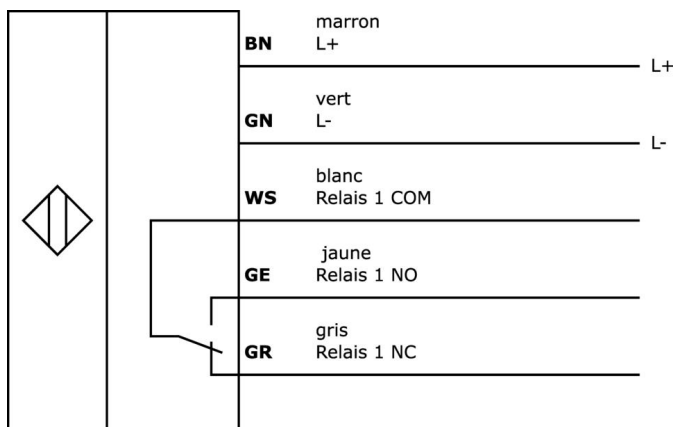 marron
BN L+
L+
vert
GN L-
L-
blanc
WS Relais 1 COM
jaune
GE Relais 1 NO
gris
GR Relais 1 NC